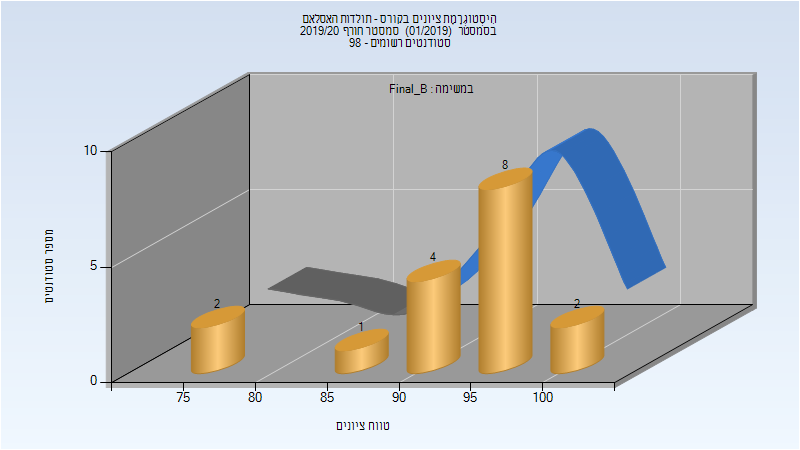 היסטוגרמת ציונים בקורס - תולדות האסלאם
בסמסטר (01/2019) סמסטר חורף 2019/20
סטודנטים רשומים - 98
במשימה : Final_B
10
5
0
מספר סטודנטים
2
1
4
8
2
75
80
85
90
95
100
טווח ציונים